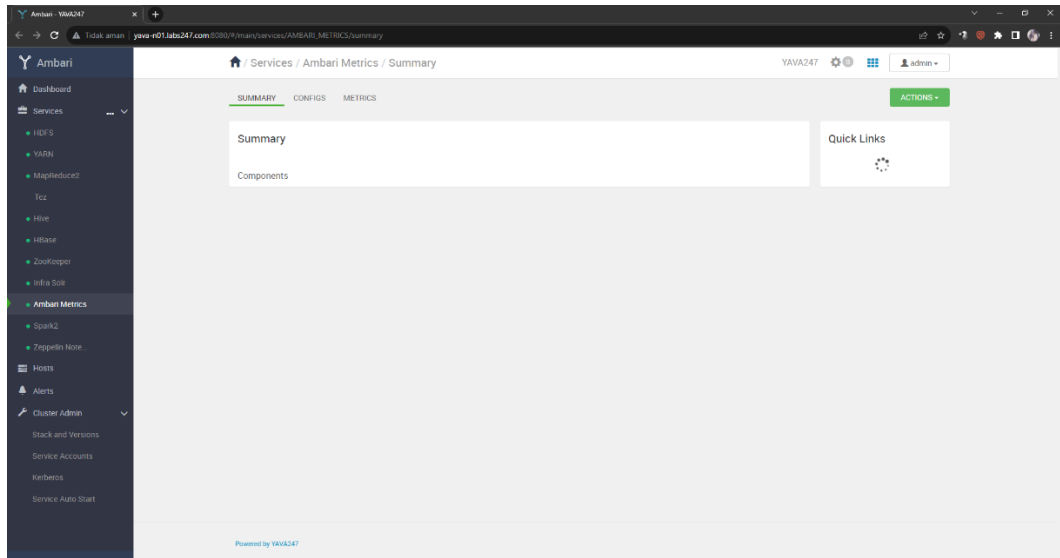 Ambari - YAVA247
Tidak aman | yava-n01.labs247.com:8080/#/main/services/AMBARI_METRICS/summary
Ambari
/ Services / Ambari Metrics / Summary
YAVA247
0
admin
Dashboard
SUMMARY
CONFIGS
METRICS
ACTIONS
Services
...
HDFS
YARN
MapReduce2
Tez
Hive
HBase
ZooKeeper
Infra Solr
Ambari Metrics
Spark2
Zeppelin Note...
Hosts
Alerts
Cluster Admin
Stack and Versions
Service Accounts
Kerberos
Service Auto Start
Summary
Components
Quick Links
Powered by YAVA247